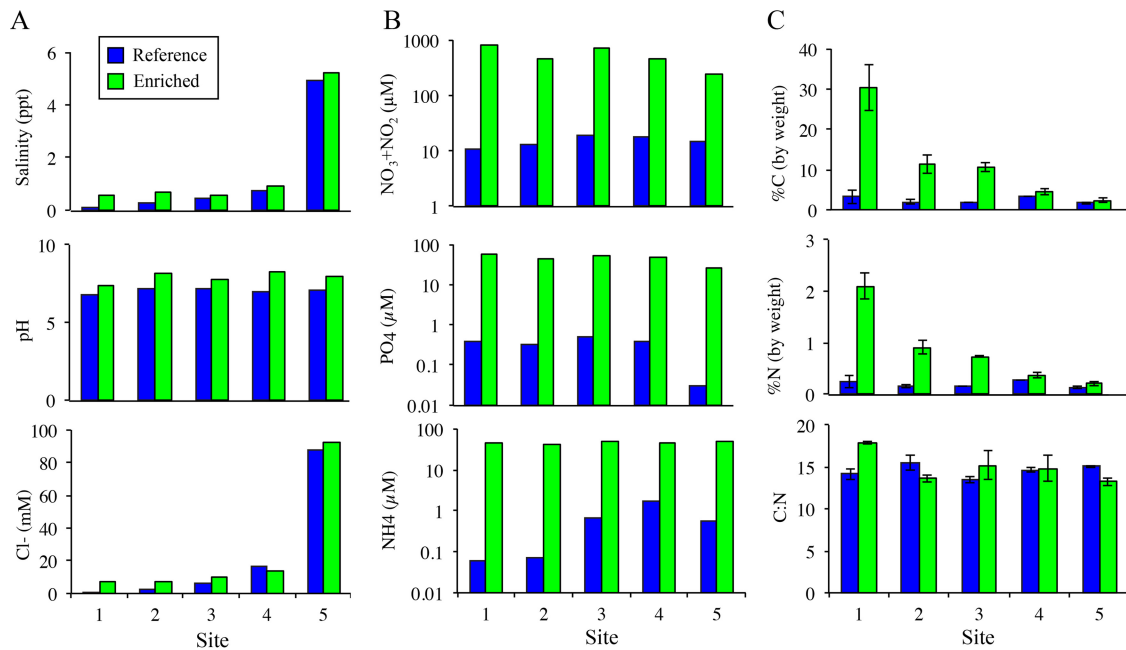 A
B
C
Reference
Enriched
Salinity (ppt)
6
4
2
0
pH
10
5
0
Cl- (mM)
100
80
60
40
20
0
1 2 3 4 5
Site
NO3+NO2 (µM)
1000
100
10
1
PO4 (µM)
100
10
1
0.1
0.01
NH4 (µM)
100
10
1
0.1
0.01
1 2 3 4 5
Site
%C (by weight)
40
30
20
10
0
%N (by weight)
3
2
1
0
C:N
20
15
10
5
0
1 2 3 4 5
Site